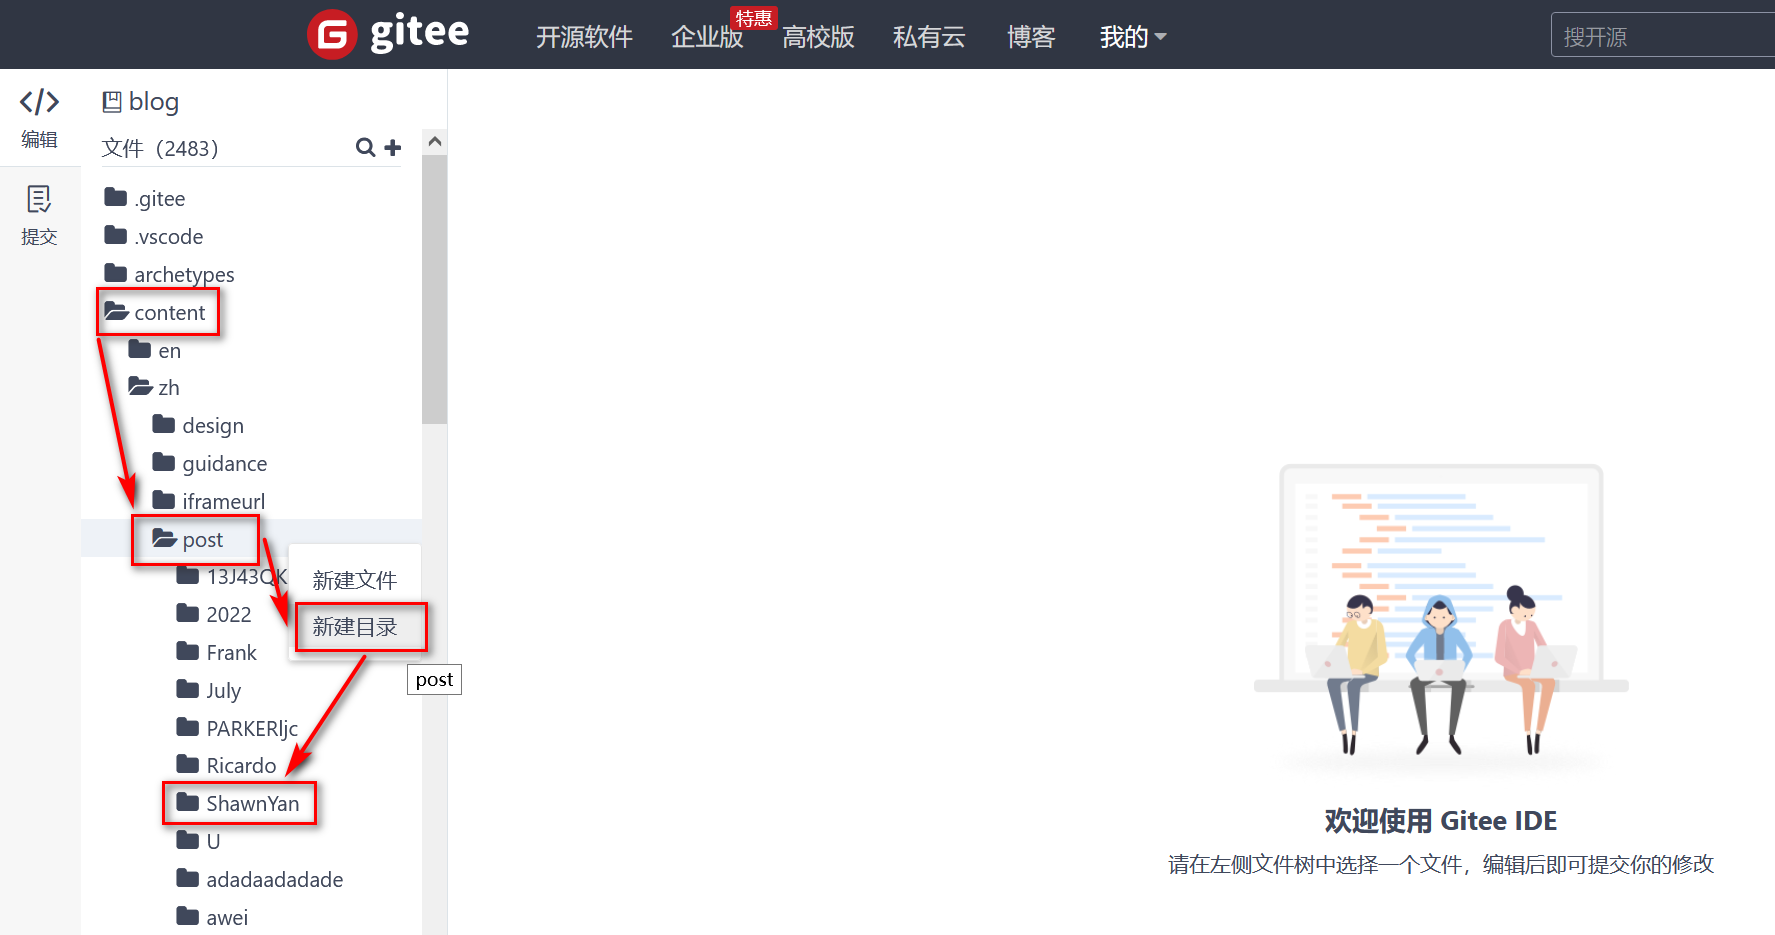 gitee
开源软件
企业版
特惠
高校版
私有云
博客
我的
搜开源
编辑
提交
blog
文件（2483）
.gitee
.vscode
archetypes
content
en
zh
design
guidance
iframeurl
post
13J43QK
新建文件
2022
新建目录
Frank
post
July
PARKERljc
Ricardo
ShawnYan
U
adadaadadade
awei
欢迎使用 Gitee IDE
请在左侧文件树中选择一个文件，编辑后即可提交你的修改